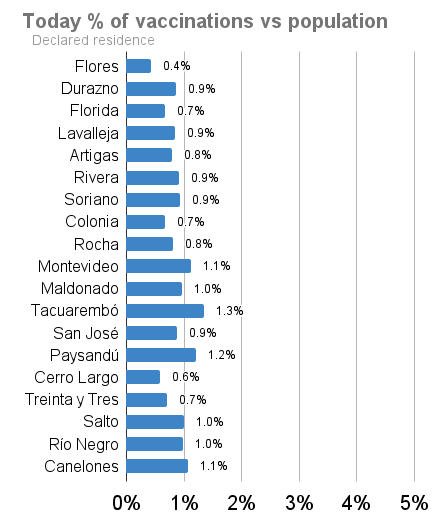 Today % of vaccinations vs population
Declared residence
Flores 0.4%
Durazno 0.9%
Florida 0.7%
Lavalleja 0.9%
Artigas 0.8%
Rivera 0.9%
Soriano 0.9%
Colonia 0.7%
Rocha 0.8%
Montevideo 1.1%
Maldonado 1.0%
Tacuarembó 1.3%
San José 0.9%
Paysandú 1.2%
Cerro Largo 0.6%
Treinta y Tres 0.7%
Salto 1.0%
Río Negro 1.0%
Canelones 1.1%
0% 1% 2% 3% 4% 5%